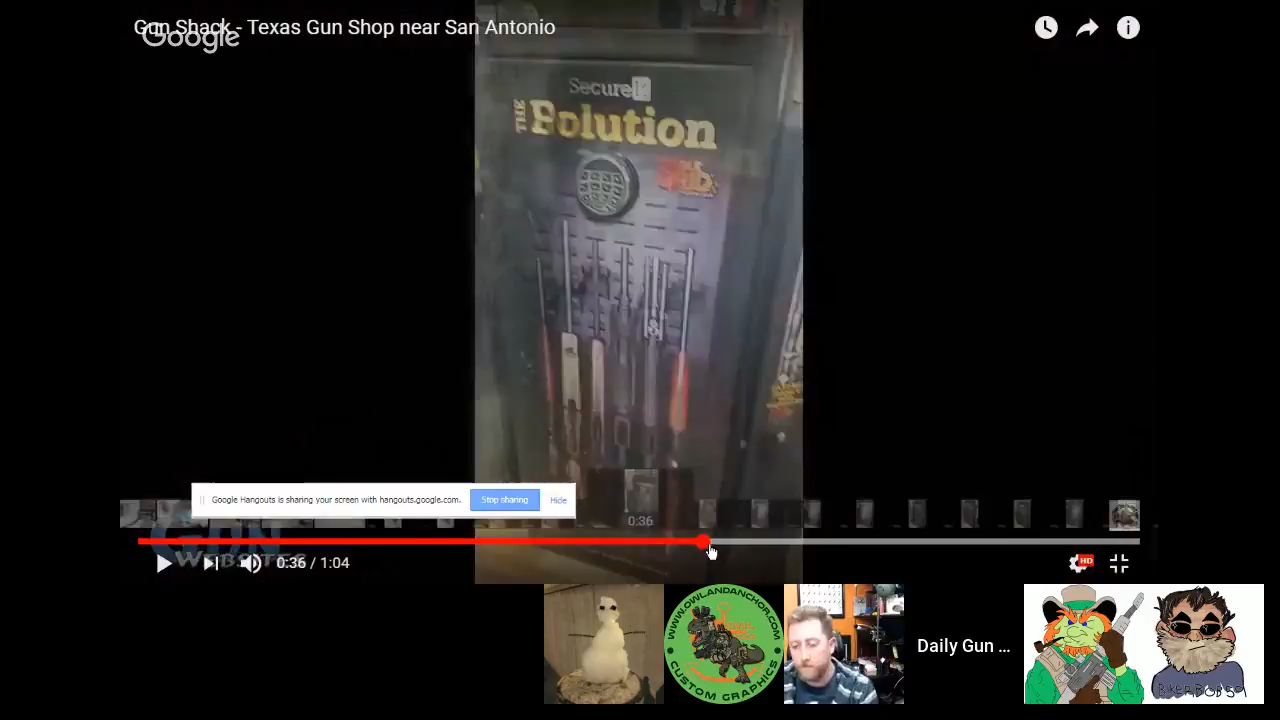 Gun Shack - Texas Gun Shop near San Antonio
Google
SecureIt
THE
Solution
Google Hangouts is sharing your screen with hangouts.google.com.
Stop sharing
Hide
0:36
GDN
WEBSITES
0:36 / 1:04
HD
WWW.OWLANDANCHOR.COM
CUSTOM GRAPHICS
Daily Gun ...